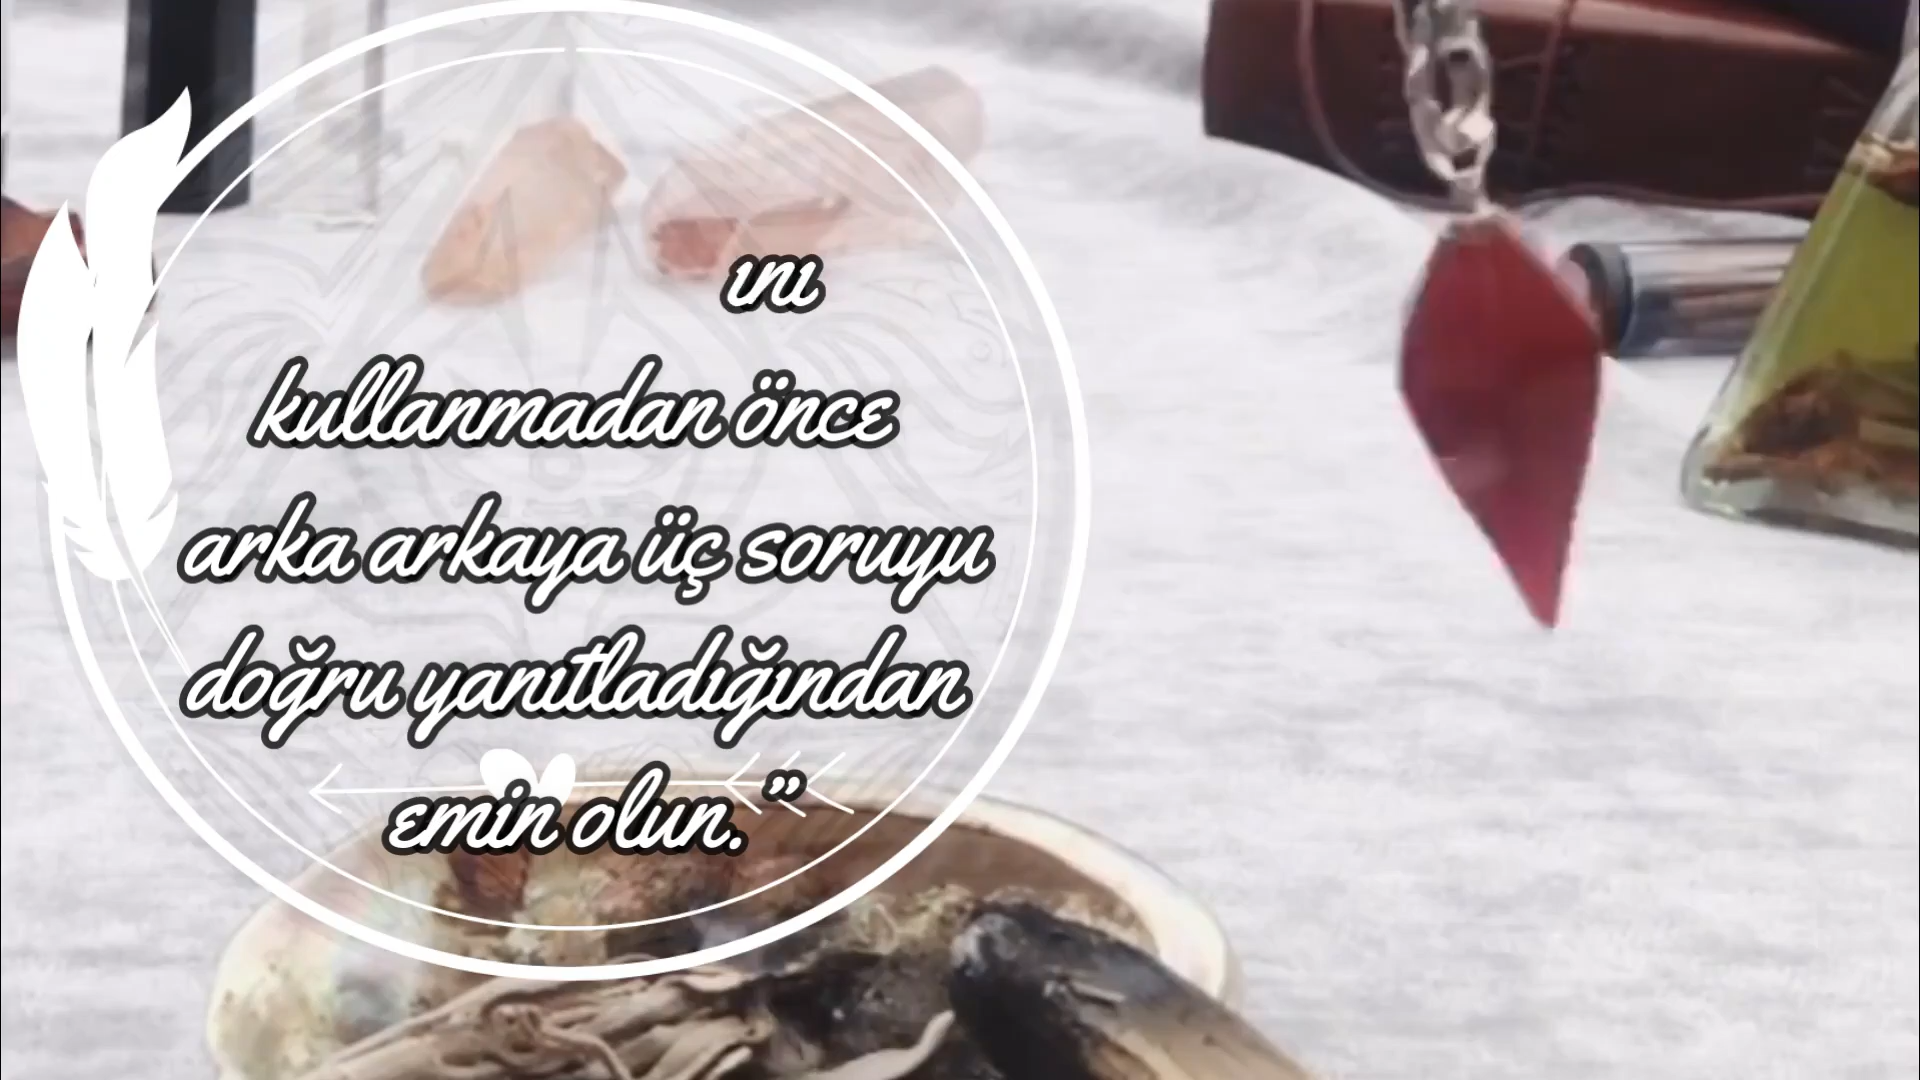 ını
kullanmadan önce
arka arkaya üç soruyu
doğru yanıtladığından
emin olun.”